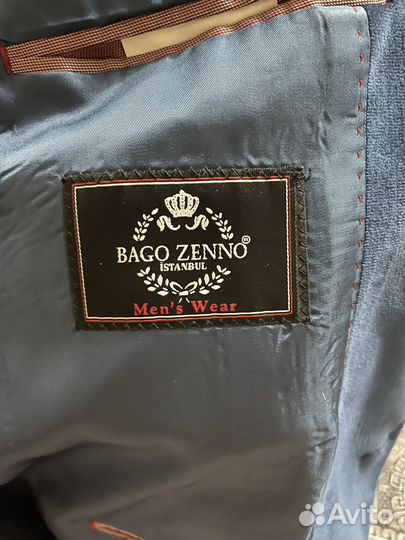 BAGO ZENNO®
İSTANBUL
Men's Wear
Avito